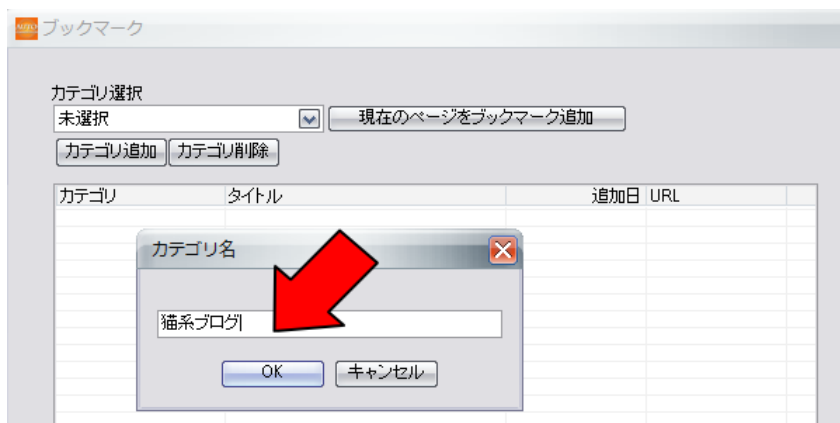 AUTO ブックマーク
カテゴリ選択
未選択 現在のページをブックマーク追加
カテゴリ追加 カテゴリ削除
カテゴリ タイトル 追加日 URL
カテゴリ名
猫系ブログ
OK キャンセル